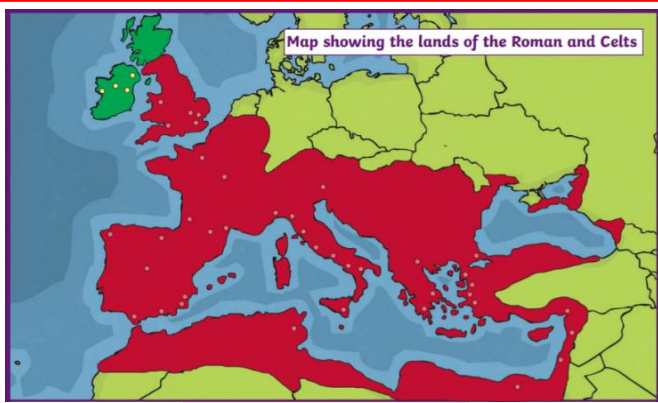 Map showing the lands of the Roman and Celts